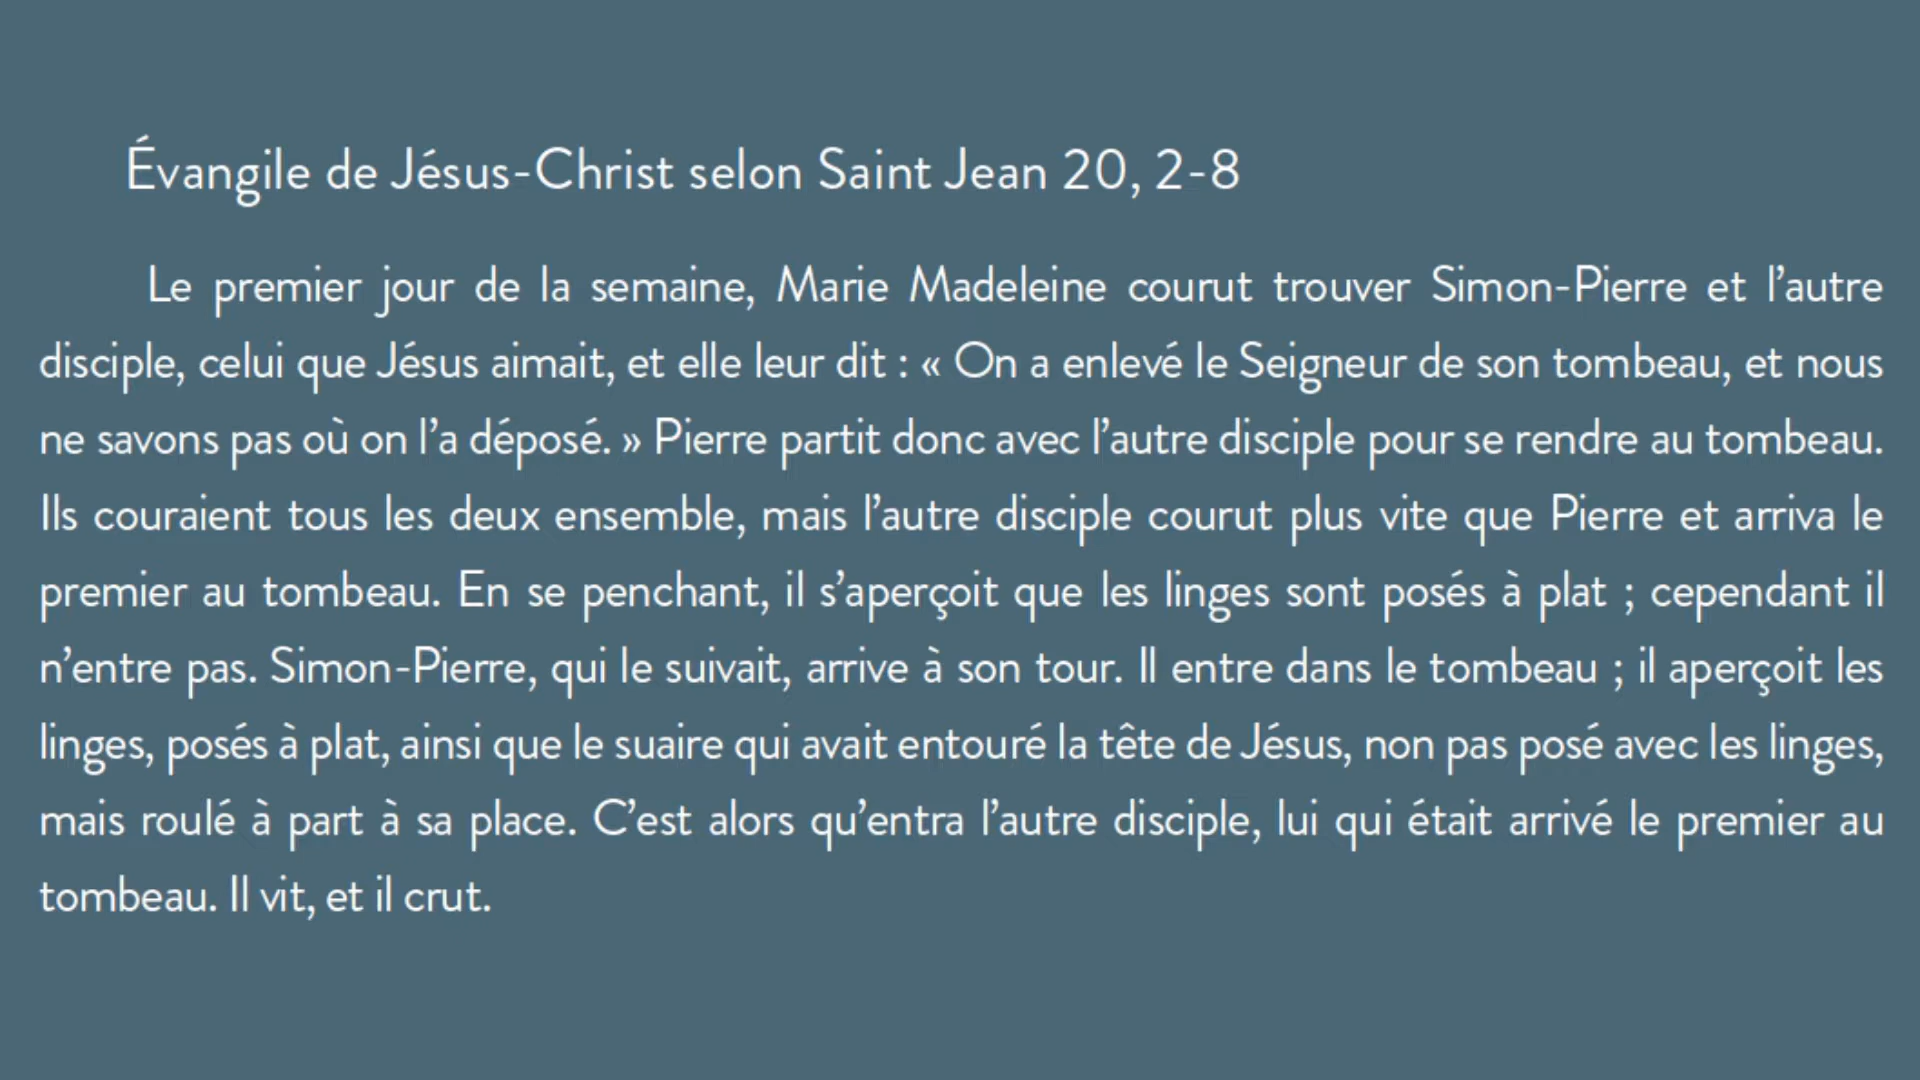 Évangile de Jésus-Christ selon Saint Jean 20, 2-8
Le premier jour de la semaine, Marie Madeleine courut trouver Simon-Pierre et l’autre
disciple, celui que Jésus aimait, et elle leur dit : « On a enlevé le Seigneur de son tombeau, et nous
ne savons pas où on l’a déposé. » Pierre partit donc avec l’autre disciple pour se rendre au tombeau.
Ils couraient tous les deux ensemble, mais l’autre disciple courut plus vite que Pierre et arriva le
premier au tombeau. En se penchant, il s’aperçoit que les linges sont posés à plat ; cependant il
n’entre pas. Simon-Pierre, qui le suivait, arrive à son tour. Il entre dans le tombeau ; il aperçoit les
linges, posés à plat, ainsi que le suaire qui avait entouré la tête de Jésus, non pas posé avec les linges,
mais roulé à part à sa place. C’est alors qu’entra l’autre disciple, lui qui était arrivé le premier au
tombeau. Il vit, et il crut.